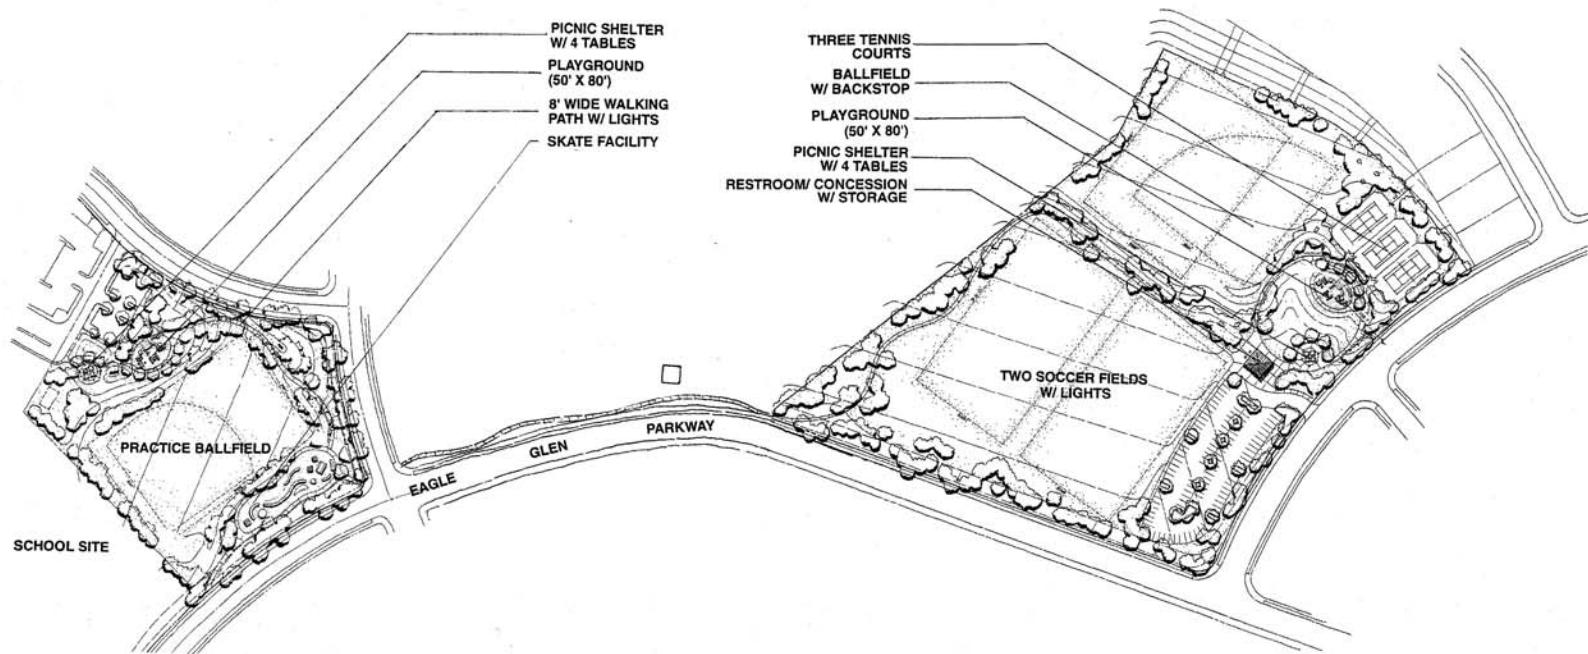 PICNIC SHELTER
W/ 4 TABLES
PLAYGROUND
(50' X 80')
8' WIDE WALKING
PATH W/ LIGHTS
SKATE FACILITY
THREE TENNIS
COURTS
BALLFIELD
W/ BACKSTOP
PLAYGROUND
(50' X 80')
PICNIC SHELTER
W/ 4 TABLES
RESTROOM/ CONCESSION
W/ STORAGE
TWO SOCCER FIELDS
W/ LIGHTS
PRACTICE BALLFIELD
EAGLE GLEN PARKWAY
SCHOOL SITE